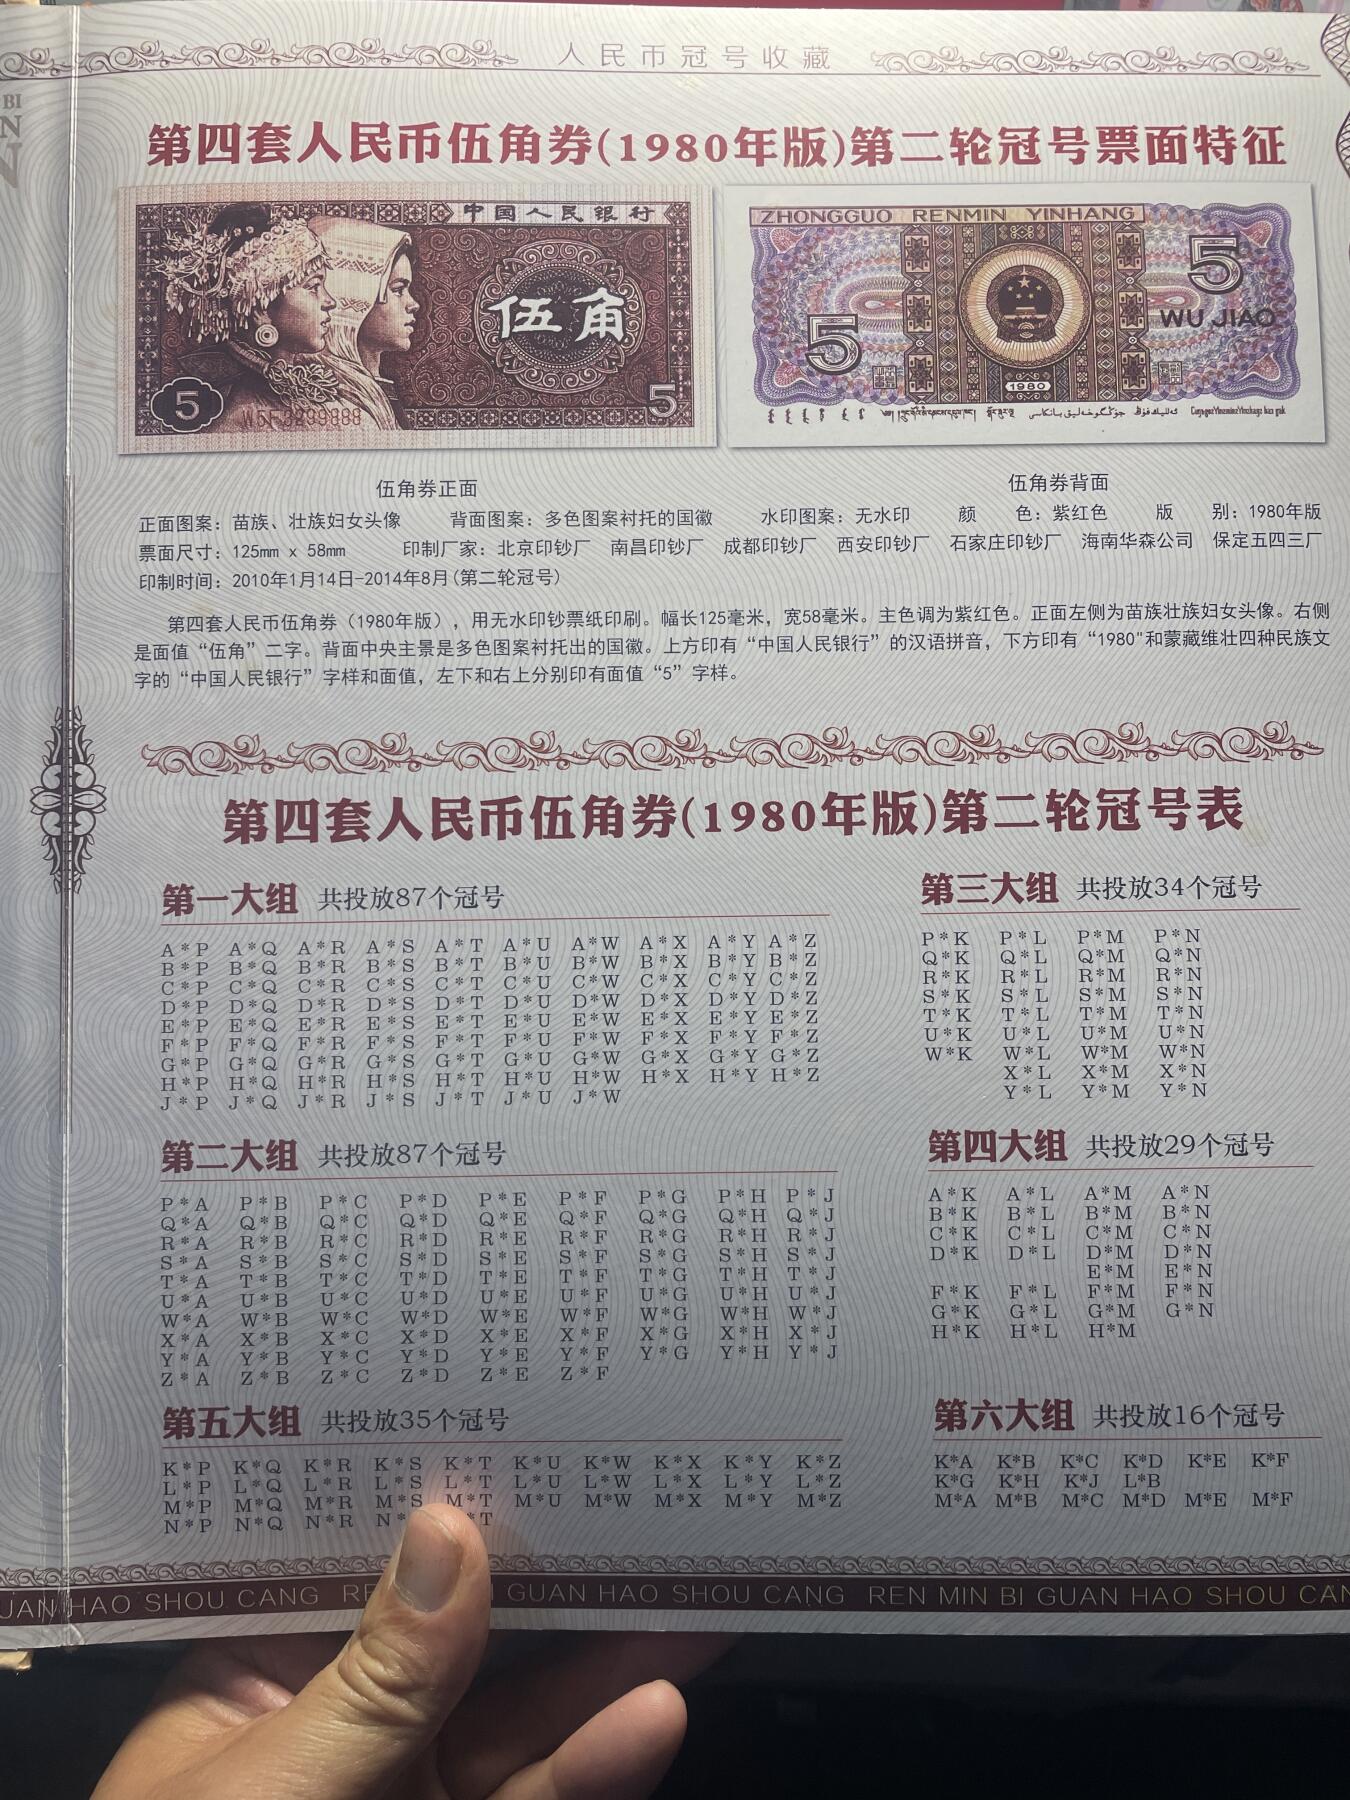 人民币冠号收藏
BI
N
N
第四套人民币伍角券(1980年版)第二轮冠号票面特征
中国人民银行
伍角
5
5
W5F3299888
ZHONGGUO RENMIN YINHANG
5
WU JIAO
5
1980
伍角券正面 伍角券背面
正面图案：苗族、壮族妇女头像 背面图案：多色图案衬托的国徽 水印图案：无水印 颜 色：紫红色 版 别：1980年版
票面尺寸：125mm x 58mm 印制厂家：北京印钞厂 南昌印钞厂 成都印钞厂 西安印钞厂 石家庄印钞厂 海南华森公司 保定五四三厂
印制时间：2010年1月14日-2014年8月(第二轮冠号)
第四套人民币伍角券（1980年版），用无水印钞票纸印刷。幅长125毫米，宽58毫米。主色调为紫红色。正面左侧为苗族壮族妇女头像。右侧
是面值“伍角”二字。背面中央主景是多色图案衬托出的国徽。上方印有“中国人民银行”的汉语拼音，下方印有“1980"和蒙藏维壮四种民族文
字的“中国人民银行”字样和面值，左下和右上分别印有面值“5”字样。
第四套人民币伍角券(1980年版)第二轮冠号表
第一大组 共投放87个冠号
A*P A*Q A*R A*S A*T A*U A*W A*X A*Y A*Z
B*P B*Q B*R B*S B*T B*U B*W B*X B*Y B*Z
C*P C*Q C*R C*S C*T C*U C*W C*X C*Y C*Z
D*P D*Q D*R D*S D*T D*U D*W D*X D*Y D*Z
E*P E*Q E*R E*S E*T E*U E*W E*X E*Y E*Z
F*P F*Q F*R F*S F*T F*U F*W F*X F*Y F*Z
G*P G*Q G*R G*S G*T G*U G*W G*X G*Y G*Z
H*P H*Q H*R H*S H*T H*U H*W H*X H*Y H*Z
J*P J*Q J*R J*S J*T J*U J*W
第三大组 共投放34个冠号
P*K P*L P*M P*N
Q*K Q*L Q*M Q*N
R*K R*L R*M R*N
S*K S*L S*M S*N
T*K T*L T*M T*N
U*K U*L U*M U*N
W*K W*L W*M W*N
X*L X*M X*N
Y*L Y*M Y*N
第二大组 共投放87个冠号
P*A P*B P*C P*D P*E P*F P*G P*H P*J
Q*A Q*B Q*C Q*D Q*E Q*F Q*G Q*H Q*J
R*A R*B R*C R*D R*E R*F R*G R*H R*J
S*A S*B S*C S*D S*E S*F S*G S*H S*J
T*A T*B T*C T*D T*E T*F T*G T*H T*J
U*A U*B U*C U*D U*E U*F U*G U*H U*J
W*A W*B W*C W*D W*E W*F W*G W*H W*J
X*A X*B X*C X*D X*E X*F X*G X*H X*J
Y*A Y*B Y*C Y*D Y*E Y*F Y*G Y*H Y*J
Z*A Z*B Z*C Z*D Z*E Z*F
第四大组 共投放29个冠号
A*K A*L A*M A*N
B*K B*L B*M B*N
C*K C*L C*M C*N
D*K D*L D*M D*N
E*M E*N
F*K F*L F*M F*N
G*K G*L G*M G*N
H*K H*L H*M
第五大组 共投放35个冠号
K*P K*Q K*R K*S K*T K*U K*W K*X K*Y K*Z
L*P L*Q L*R L*S L*T L*U L*W L*X L*Y L*Z
M*P M*Q M*R M*S M*T M*U M*W M*X M*Y M*Z
N*P N*Q N*R N* *T
第六大组 共投放16个冠号
K*A K*B K*C K*D K*E K*F
K*G K*H K*J L*B
M*A M*B M*C M*D M*E M*F
UAN HAO SHOU CANG REN GUAN HAO SHOU CANG REN MIN BI GUAN HAO SHOU CAN